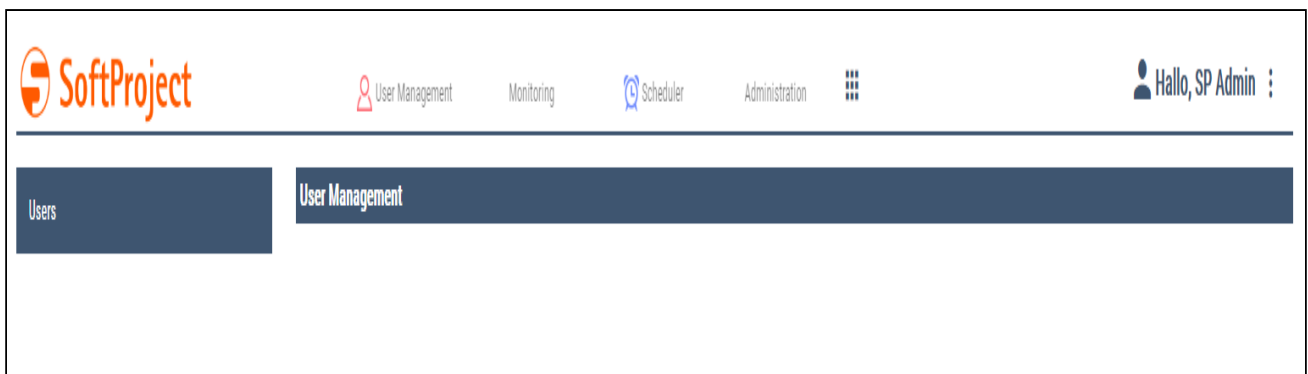 SoftProject
User Management Monitoring Scheduler Administration
Hallo, SP Admin
Users
User Management